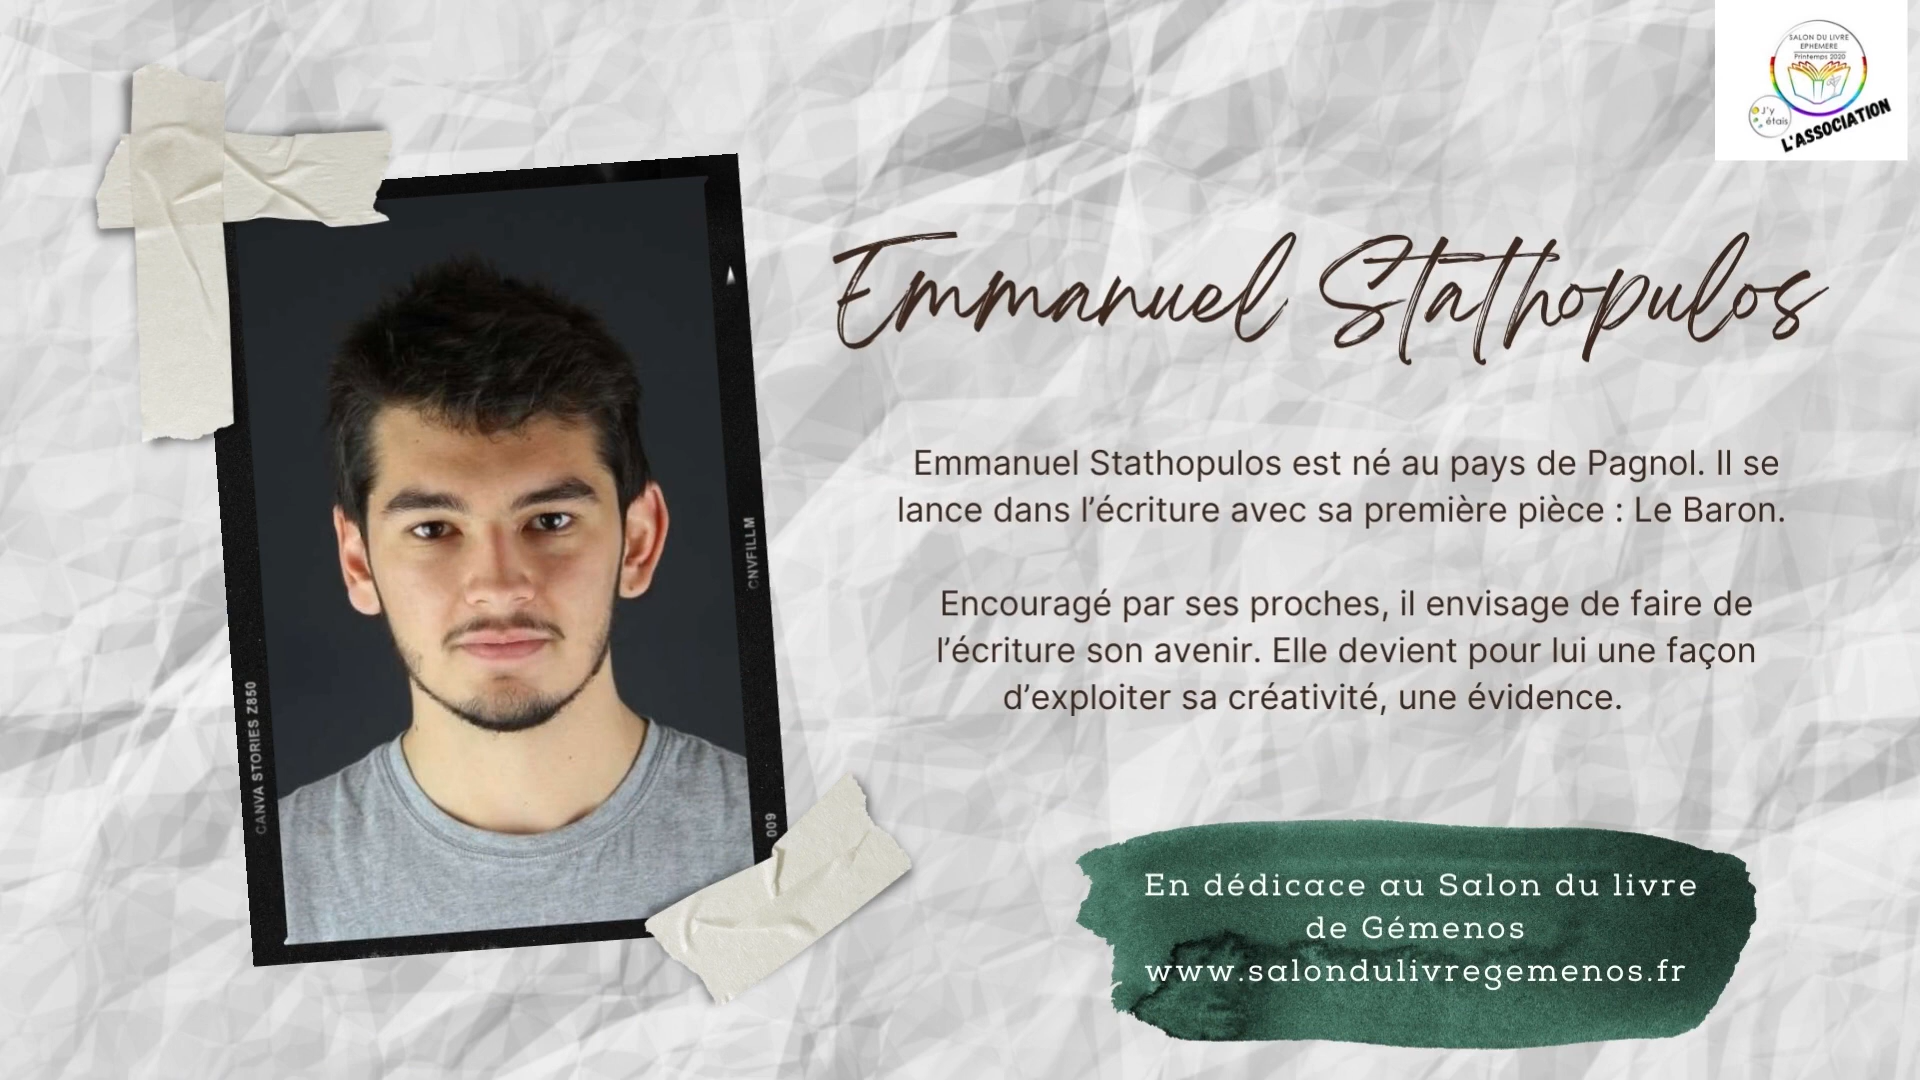 SALON DU LIVRE
EPHEMERE
Printemps 2020
J'y
étais
L'ASSOCIATION
Emmanuel Stathopulos
Emmanuel Stathopulos est né au pays de Pagnol. Il se
lance dans l’écriture avec sa première pièce : Le Baron.
Encouragé par ses proches, il envisage de faire de
l’écriture son avenir. Elle devient pour lui une façon
d’exploiter sa créativité, une évidence.
CANVA STORIES Z850
CNVFILLM
009
En dédicace au Salon du livre
de Gémenos
www.salondulivregemenos.fr